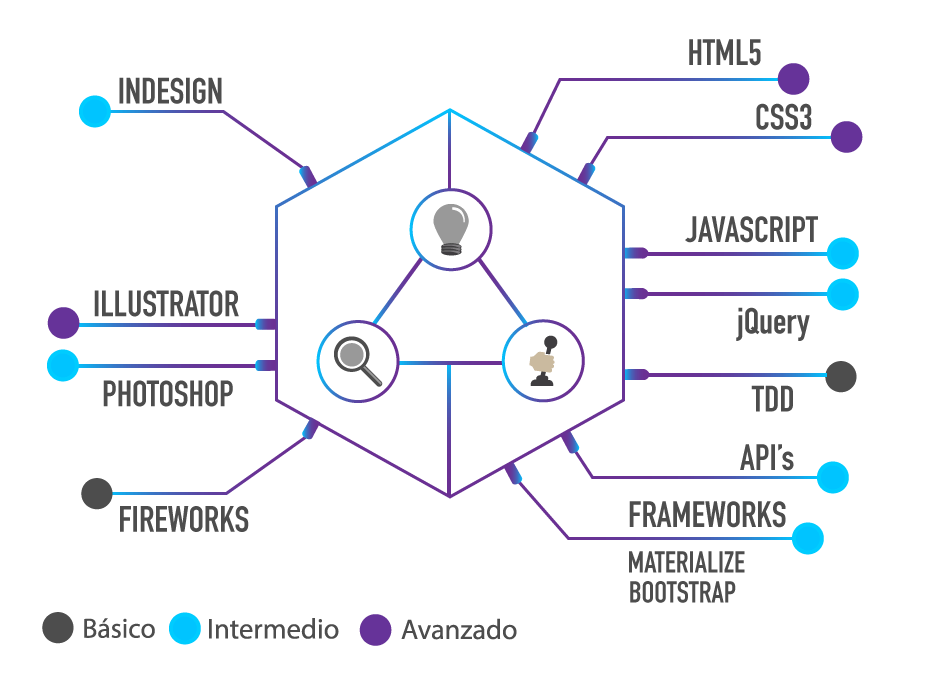 INDESIGN
ILLUSTRATOR
PHOTOSHOP
FIREWORKS
HTML5
CSS3
JAVASCRIPT
jQuery
TDD
API's
FRAMEWORKS
MATERIALIZE
BOOTSTRAP
Básico
Intermedio
Avanzado